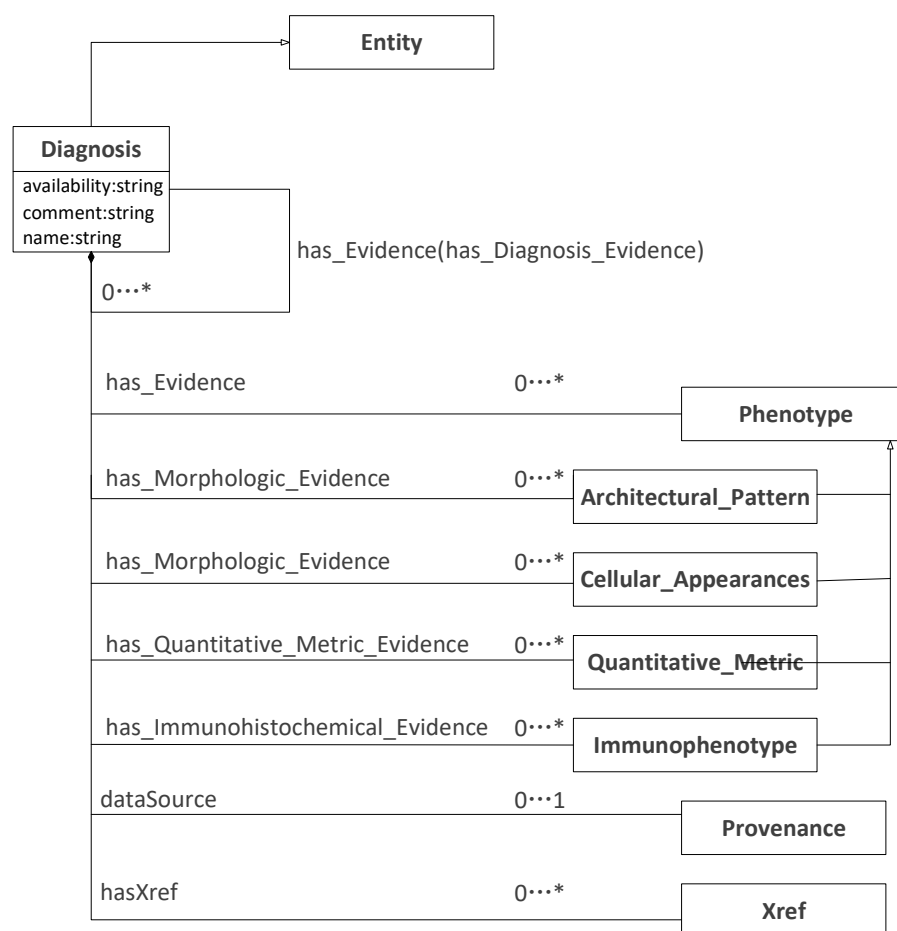 Entity
Diagnosis
availability:string
comment:string
name:string
has_Evidence(has_Diagnosis_Evidence)
0···*
has_Evidence 0···*
Phenotype
has_Morphologic_Evidence 0···*
Architectural_Pattern
has_Morphologic_Evidence 0···*
Cellular_Appearances
has_Quantitative_Metric_Evidence 0···*
Quantitative_Metric
has_Immunohistochemical_Evidence 0···*
Immunophenotype
dataSource 0···1
Provenance
hasXref 0···*
Xref